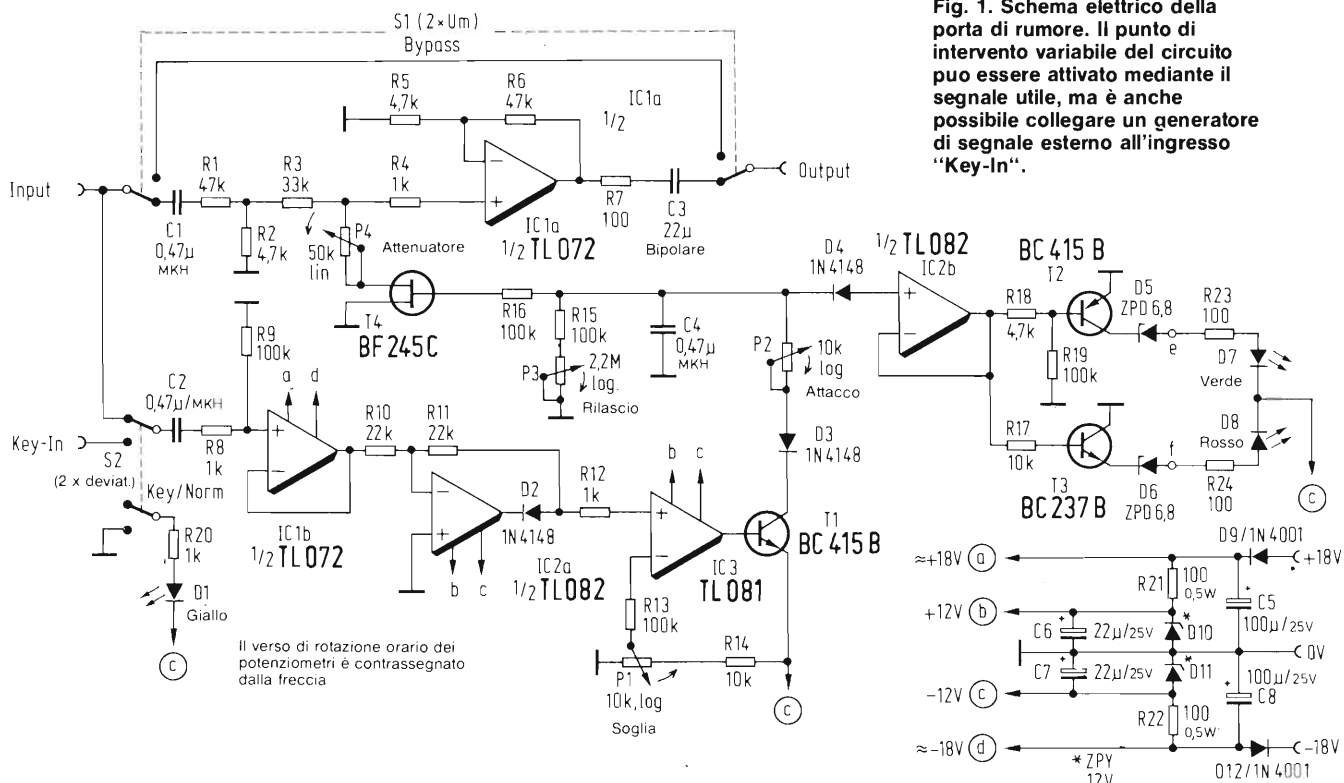 Fig. 1. Schema elettrico della
porta di rumore. Il punto di
intervento variabile del circuito
puo essere attivato mediante il
segnale utile, ma è anche
possibile collegare un generatore
di segnale esterno all'ingresso
"Key-In".
S1 (2×Um)
Bypass
R5
4,7k
R6
47k
IC1a
1/2
Input
R1
47k
R3
33k
R4
1k
−
+
IC1a
1/2 TL072
R7
100
C3
22µ
Bipolare
Output
C1
0,47µ
MKH
R2
4,7k
P4
50k
lin
Attenuatore
T4
BF245C
R16
100k
R15
100k
P3
2,2M
log.
Rilascio
C4
0,47µ
MKH
P2
10k
log
Attacco
D4
1N4148
1/2 TL082
IC2b
+
−
R18
4,7k
R19
100k
BC415B
T2
D5
ZPD6,8
e
R23
100
D7
Verde
D8
Rosso
R17
10k
T3
BC237B
f
D6
ZPD6,8
R24
100
c
R9
100k
a
d
C2
0,47µ/MKH
Key-In
S2
(2 x deviat.)
Key/Norm
R8
1k
+
−
IC1b
1/2 TL072
R20
1k
D1
Giallo
c
R10
22k
R11
22k
−
+
D2
1N4148
b
c
IC2a
1/2 TL082
R12
1k
b
c
+
−
IC3
TL081
D3
1N4148
T1
BC415B
R13
100k
P1
10k,log
Soglia
R14
10k
c
Il verso di rotazione orario dei
potenziometri è contrassegnato
dalla freccia
≈+18V a
D9/1N4001
+18V
R21
100
0,5W
+
C5
100µ/25V
+12V b
C6
+
22µ/25V
*
D10
0V
C7
+
22µ/25V
*
D11
100µ/25V
+
C8
−12V c
R22
100
0,5W
≈−18V d
* ZPY
12V
D12/1N4001
−18V